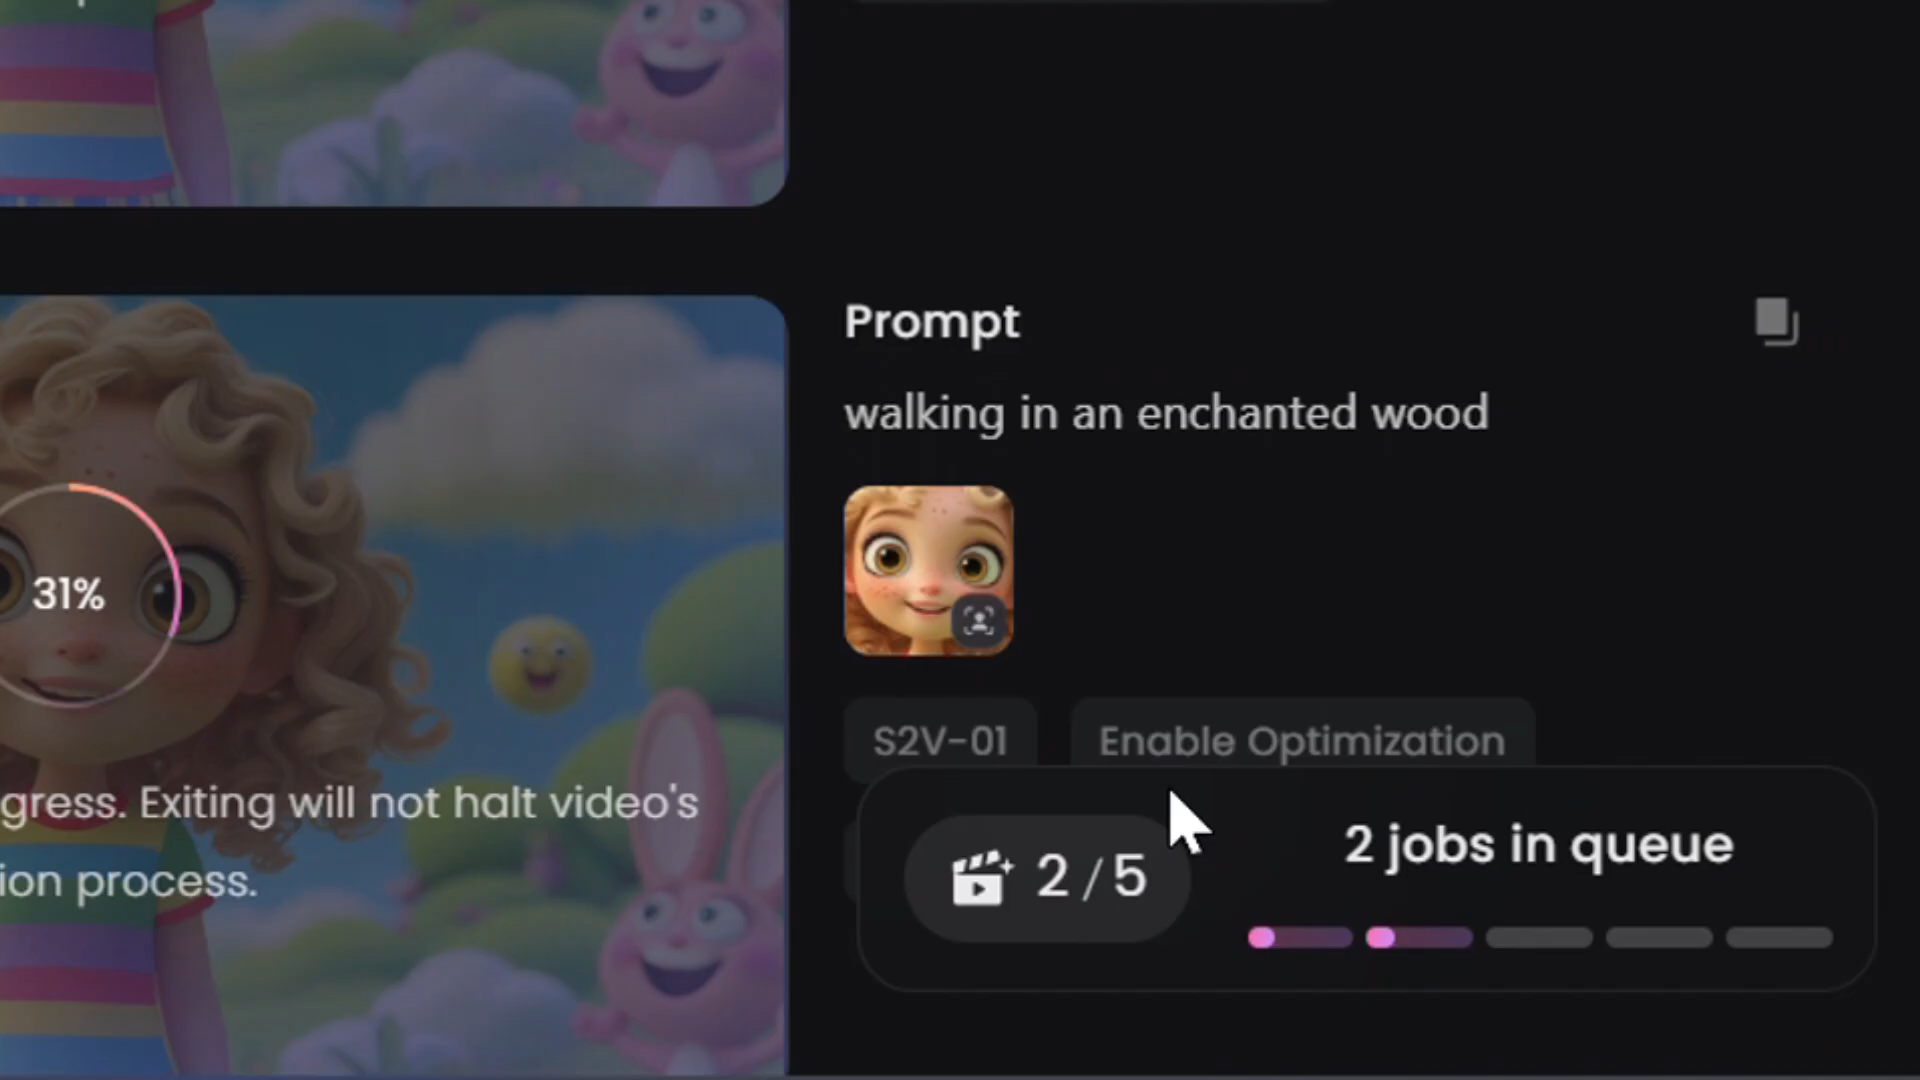 Prompt
walking in an enchanted wood
31%
gress. Exiting will not halt video's
ion process.
S2V-01
Enable Optimization
2/5
2 jobs in queue